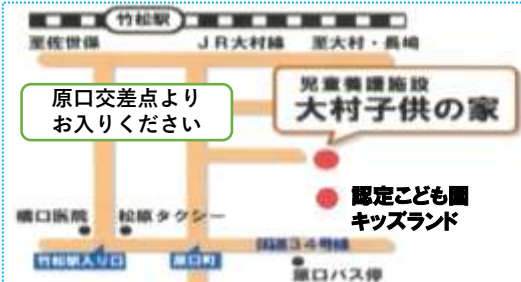 竹松駅
至佐世保 JR大村線 至大村・長崎
原口交差点より
お入りください
児童養護施設
大村子供の家
認定こども園
キッズランド
橋口医院 松原タクシー
竹松駅入り口 原口町 国道34号線
原口バス停